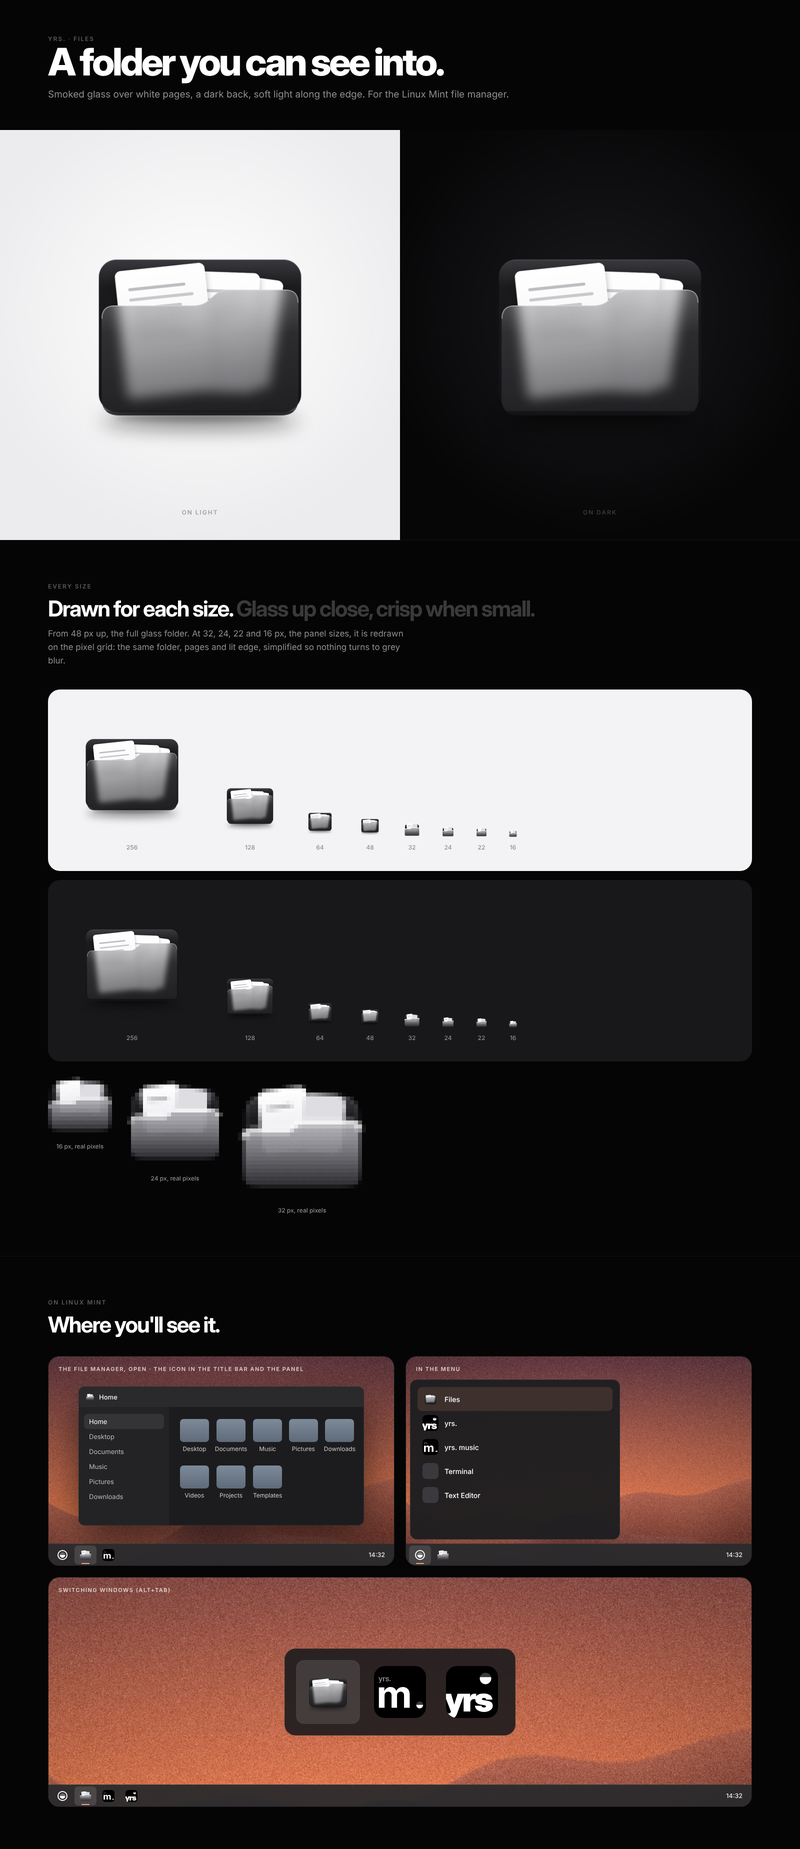 YRS. · FILES
A folder you can see into.
Smoked glass over white pages, a dark back, soft light along the edge. For the Linux Mint file manager.
ON LIGHT
ON DARK
EVERY SIZE
Drawn for each size. Glass up close, crisp when small.
From 48 px up, the full glass folder. At 32, 24, 22 and 16 px, the panel sizes, it is redrawn
on the pixel grid: the same folder, pages and lit edge, simplified so nothing turns to grey
blur.
256 128 64 48 32 24 22 16
256 128 64 48 32 24 22 16
16 px, real pixels
24 px, real pixels
32 px, real pixels
ON LINUX MINT
Where you'll see it.
THE FILE MANAGER, OPEN · THE ICON IN THE TITLE BAR AND THE PANEL
Home
Home
Desktop
Documents
Music
Pictures
Downloads
Desktop Documents Music Pictures Downloads
Videos Projects Templates
m.
14:32
IN THE MENU
Files
yrs
yrs.
m.
yrs. music
Terminal
Text Editor
14:32
SWITCHING WINDOWS (ALT+TAB)
yrs.
m.
yrs
m.
yrs
14:32